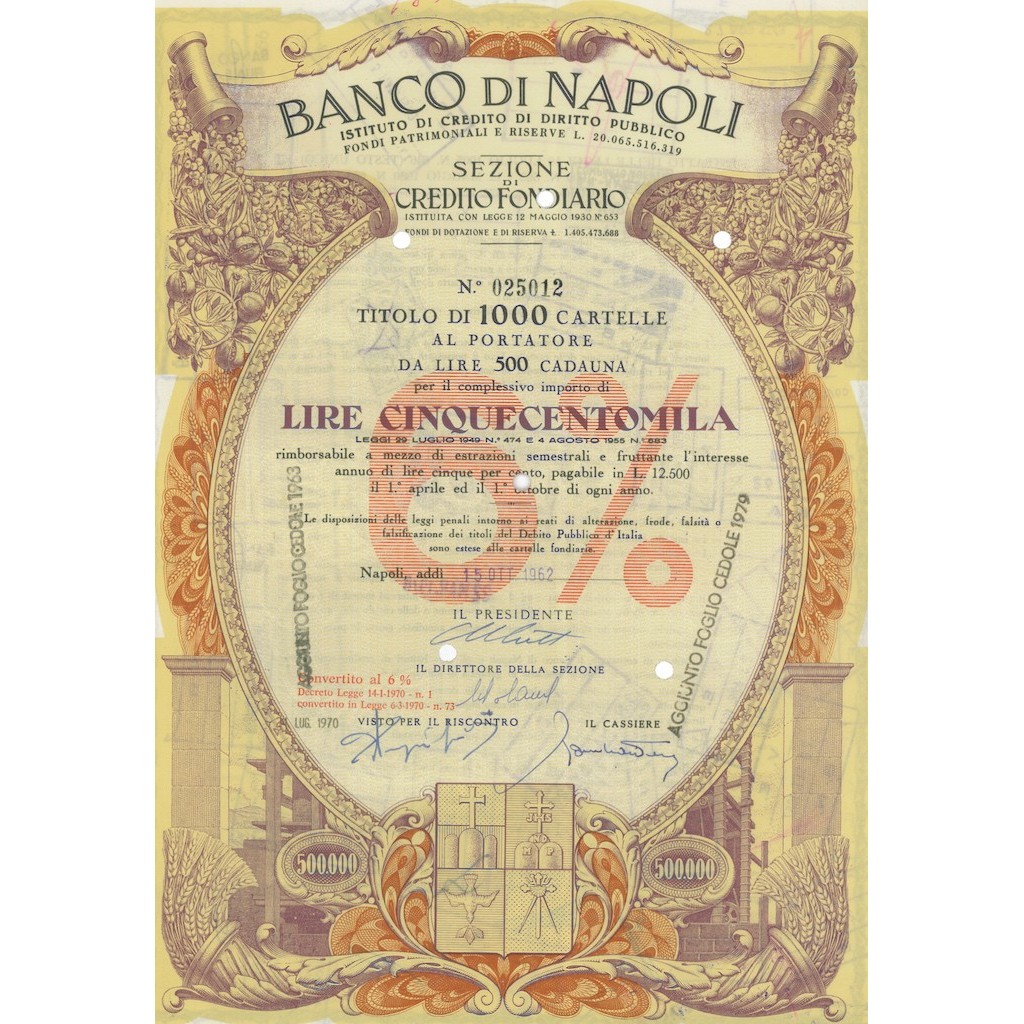 BANCO DI NAPOLI
ISTITUTO DI CREDITO DI DIRITTO PUBBLICO
FONDI PATRIMONIALI E RISERVE L. 20.065.516.319
SEZIONE
DI
CREDITO FONDIARIO
ISTITUITA CON LEGGE 12 MAGGIO 1930 Nº 653
FONDI DI DOTAZIONE E DI RISERVA Ł 1.405.473.688
N.º 025012
TITOLO DI 1000 CARTELLE
AL PORTATORE
DA LIRE 500 CADAUNA
per il complessivo importo di
LIRE CINQUECENTOMILA
LEGGI 29 LUGLIO 1949 N.º 474 E 4 AGOSTO 1955 N.º 683
rimborsabile a mezzo di estrazioni semestrali e fruttante l'interesse
annuo di lire cinque per cento, pagabile in L. 12.500
il 1.º aprile ed il 1.º ottobre di ogni anno.
6%
Le disposizioni delle leggi penali intorno ai reati di alterazione, frode, falsità o
falsificazione dei titoli del Debito Pubblico d'Italia
sono estese alle cartelle fondiarie.
Napoli, addì 15 OTT 1962
AGGIUNTO FOGLIO CEDOLE 1963
AGGIUNTO FOGLIO CEDOLE 1979
IL PRESIDENTE
IL DIRETTORE DELLA SEZIONE
Convertito al 6 %
Decreto Legge 14-1-1970 - n. 1
convertito in Legge 6-3-1970 - n. 73
LUG. 1970
VISTO PER IL RISCONTRO
IL CASSIERE
JHS
M P
500.000
500.000